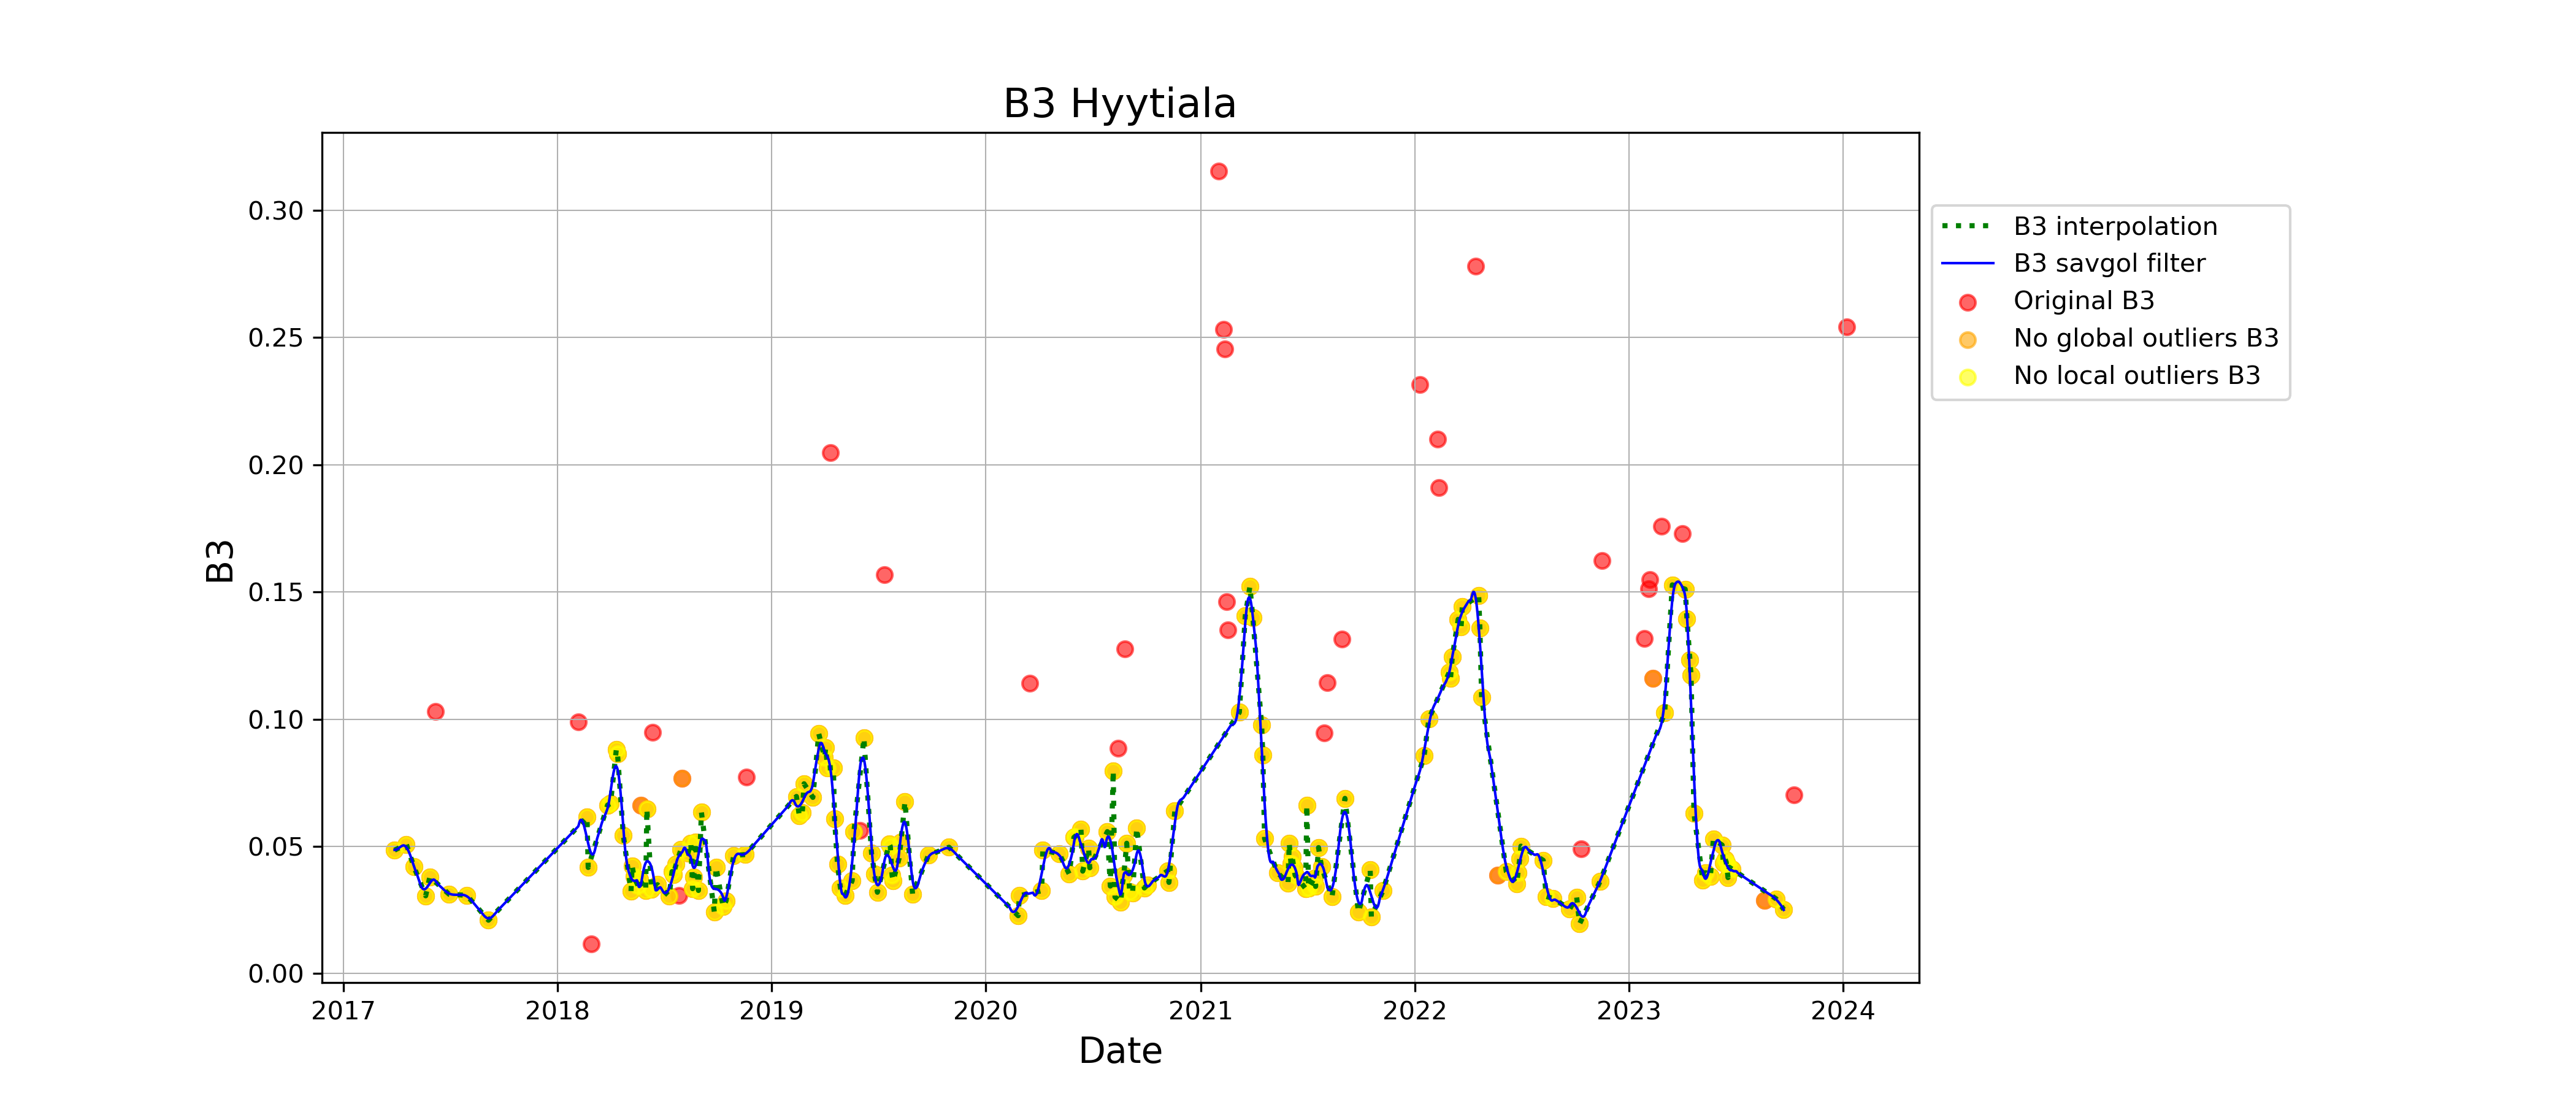 B3 Hyytiala
0.30
0.25
0.20
0.15
0.10
0.05
0.00
B3
2017 2018 2019 2020 2021 2022 2023 2024
Date
B3 interpolation
B3 savgol filter
Original B3
No global outliers B3
No local outliers B3